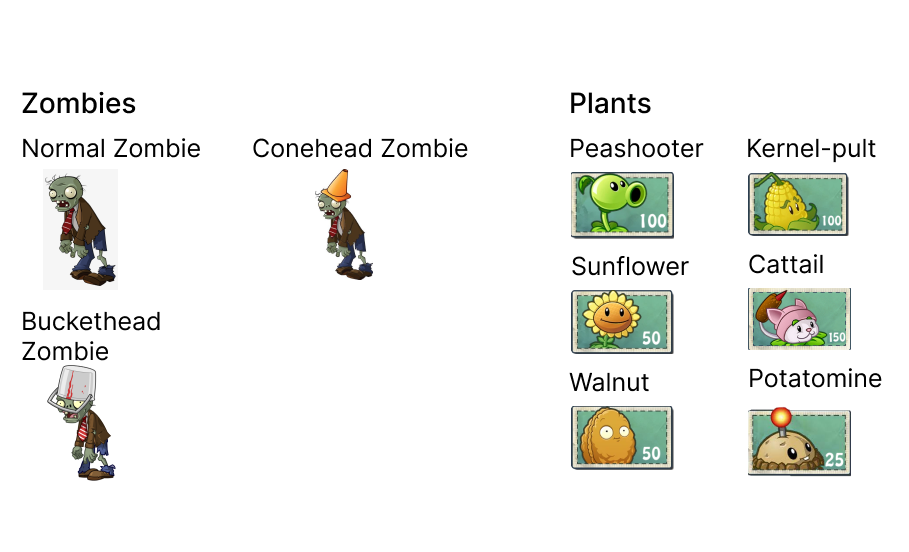 Zombies
Normal Zombie
Conehead Zombie
Buckethead
Zombie
Plants
Peashooter
Kernel-pult
100
100
Sunflower
Cattail
50
150
Walnut
Potatomine
50
25